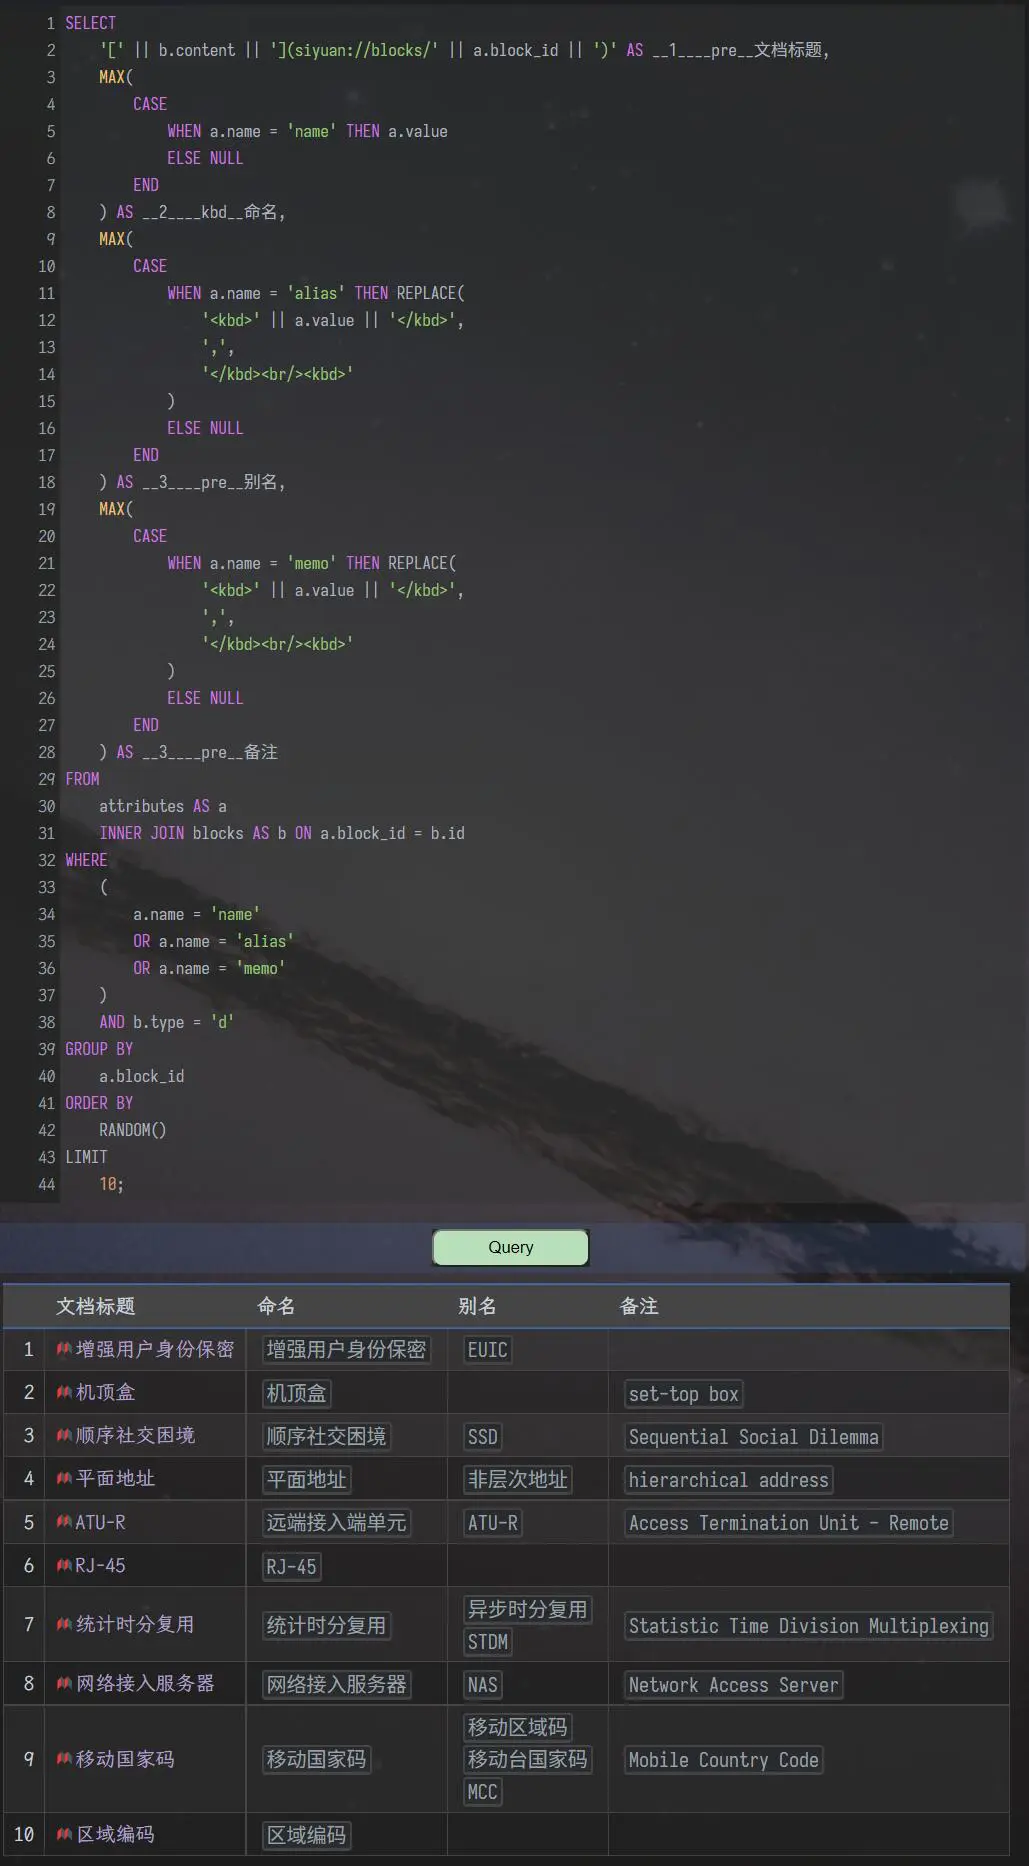 1 SELECT
2 '[' || b.content || '](siyuan://blocks/' || a.block_id || ')' AS __1____pre__文档标题,
3 MAX(
4 CASE
5 WHEN a.name = 'name' THEN a.value
6 ELSE NULL
7 END
8 ) AS __2____kbd__命名,
9 MAX(
10 CASE
11 WHEN a.name = 'alias' THEN REPLACE(
12 '<kbd>' || a.value || '</kbd>',
13 ',',
14 '</kbd><br/><kbd>'
15 )
16 ELSE NULL
17 END
18 ) AS __3____pre__别名,
19 MAX(
20 CASE
21 WHEN a.name = 'memo' THEN REPLACE(
22 '<kbd>' || a.value || '</kbd>',
23 ',',
24 '</kbd><br/><kbd>'
25 )
26 ELSE NULL
27 END
28 ) AS __3____pre__备注
29 FROM
30 attributes AS a
31 INNER JOIN blocks AS b ON a.block_id = b.id
32 WHERE
33 (
34 a.name = 'name'
35 OR a.name = 'alias'
36 OR a.name = 'memo'
37 )
38 AND b.type = 'd'
39 GROUP BY
40 a.block_id
41 ORDER BY
42 RANDOM()
43 LIMIT
44 10;
Query
文档标题 命名 别名 备注
1 增强用户身份保密 增强用户身份保密 EUIC
2 机顶盒 机顶盒 set-top box
3 顺序社交困境 顺序社交困境 SSD Sequential Social Dilemma
4 平面地址 平面地址 非层次地址 hierarchical address
5 ATU-R 远端接入端单元 ATU-R Access Termination Unit - Remote
6 RJ-45 RJ-45
7 统计时分复用 统计时分复用 异步时分复用 Statistic Time Division Multiplexing
STDM
8 网络接入服务器 网络接入服务器 NAS Network Access Server
移动区域码
9 移动国家码 移动国家码 移动台国家码 Mobile Country Code
MCC
10 区域编码 区域编码